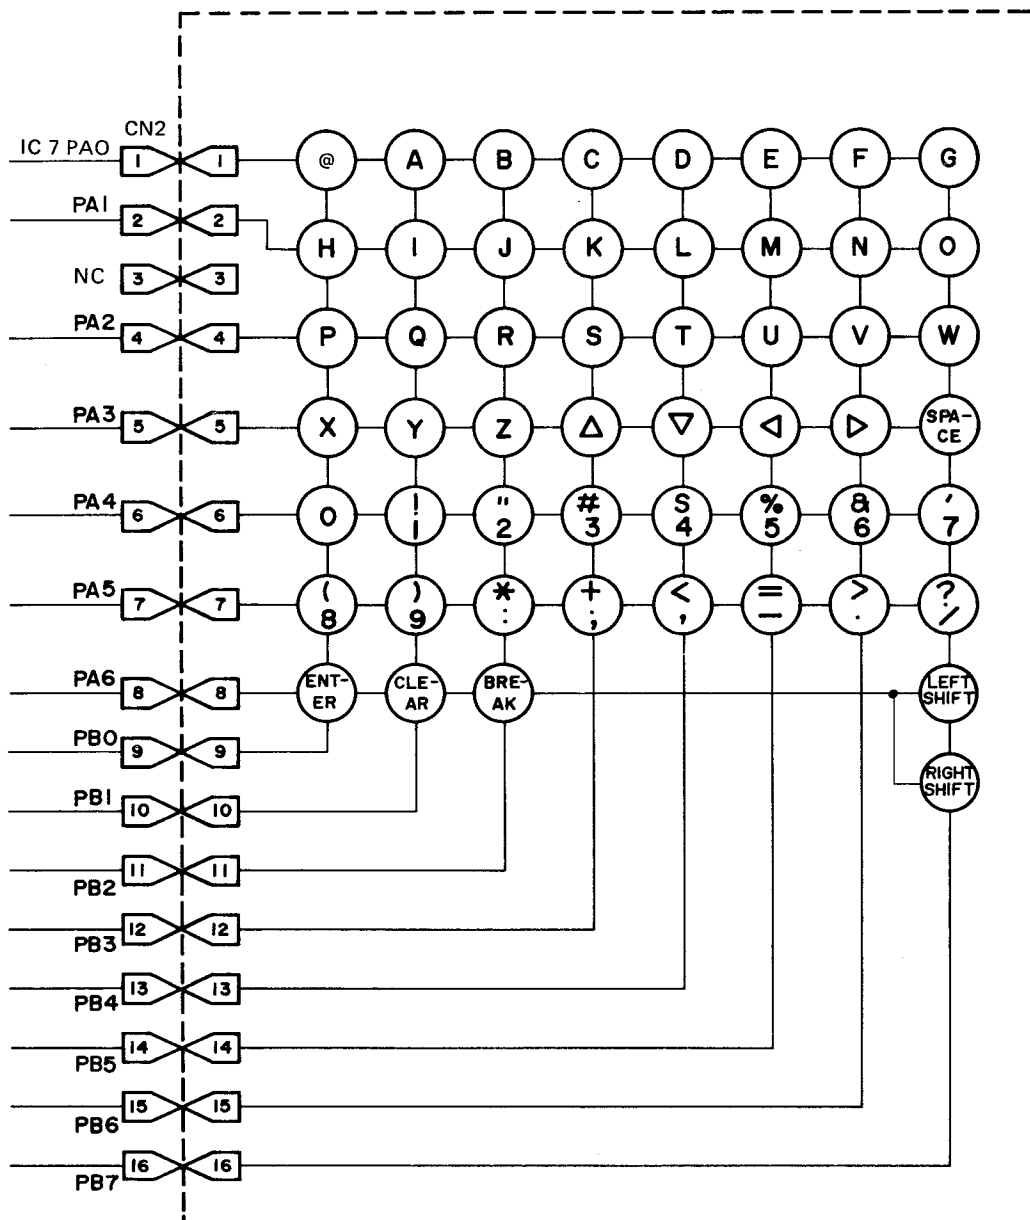 CN2
IC 7 PA0 1 1 @ A B C D E F G
PA1 2 2 H I J K L M N O
NC 3 3
PA2 4 4 P Q R S T U V W
PA3 5 5 X Y Z △ ▽ ◁ ▷ SPA-
CE
PA4 6 6 0 ! " # S % & '
1 2 3 4 5 6 7
PA5 7 7 ( ) * + < = > ?
8 9 : ; , - . /
PA6 8 8 ENT- CLE- BRE- LEFT
ER AR AK SHIFT
PB0 9 9
RIGHT
SHIFT
PB1 10 10
PB2 11 11
PB3 12 12
PB4 13 13
PB5 14 14
PB6 15 15
PB7 16 16